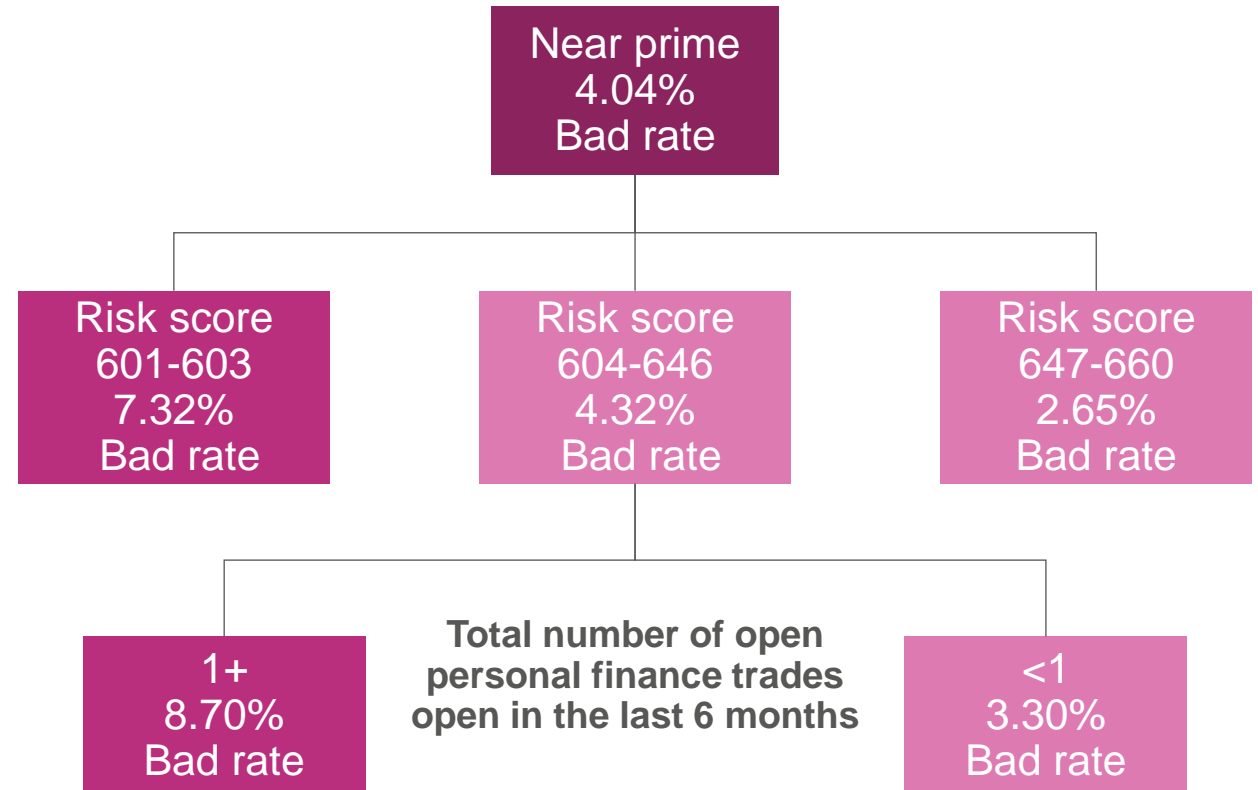 Near prime
4.04%
Bad rate
Risk score
601-603
7.32%
Bad rate
Risk score
604-646
4.32%
Bad rate
Risk score
647-660
2.65%
Bad rate
1+
8.70%
Bad rate
Total number of open
personal finance trades
open in the last 6 months
<1
3.30%
Bad rate